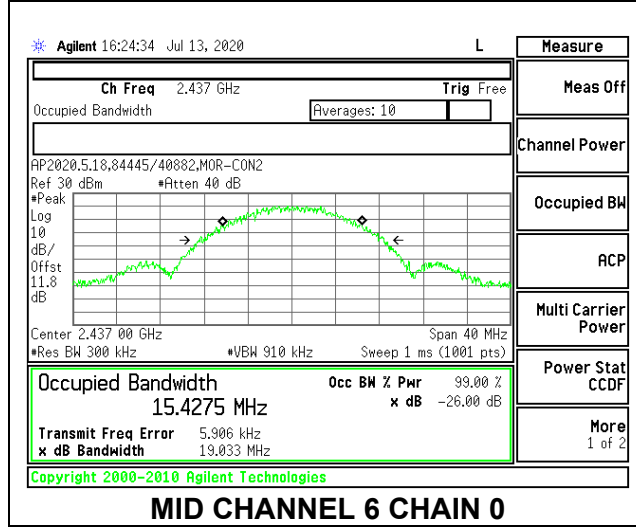 Agilent 16:24:34 Jul 13, 2020 L
Measure
Ch Freq 2.437 GHz Trig Free
Meas Off
Occupied Bandwidth Averages: 10
Channel Power
AP2020.5.18,84445/40882,MOR-CON2
Ref 30 dBm #Atten 40 dB
#Peak
Log
10
dB/
Offst
11.8
dB
Occupied BW
ACP
Center 2.437 00 GHz Span 40 MHz
#Res BW 300 kHz #VBW 910 kHz Sweep 1 ms (1001 pts)
Multi Carrier
Power
Occupied Bandwidth Occ BW % Pwr 99.00 %
15.4275 MHz x dB -26.00 dB
Power Stat
CCDF
Transmit Freq Error 5.906 kHz
x dB Bandwidth 19.033 MHz
More
1 of 2
Copyright 2000-2010 Agilent Technologies
MID CHANNEL 6 CHAIN 0